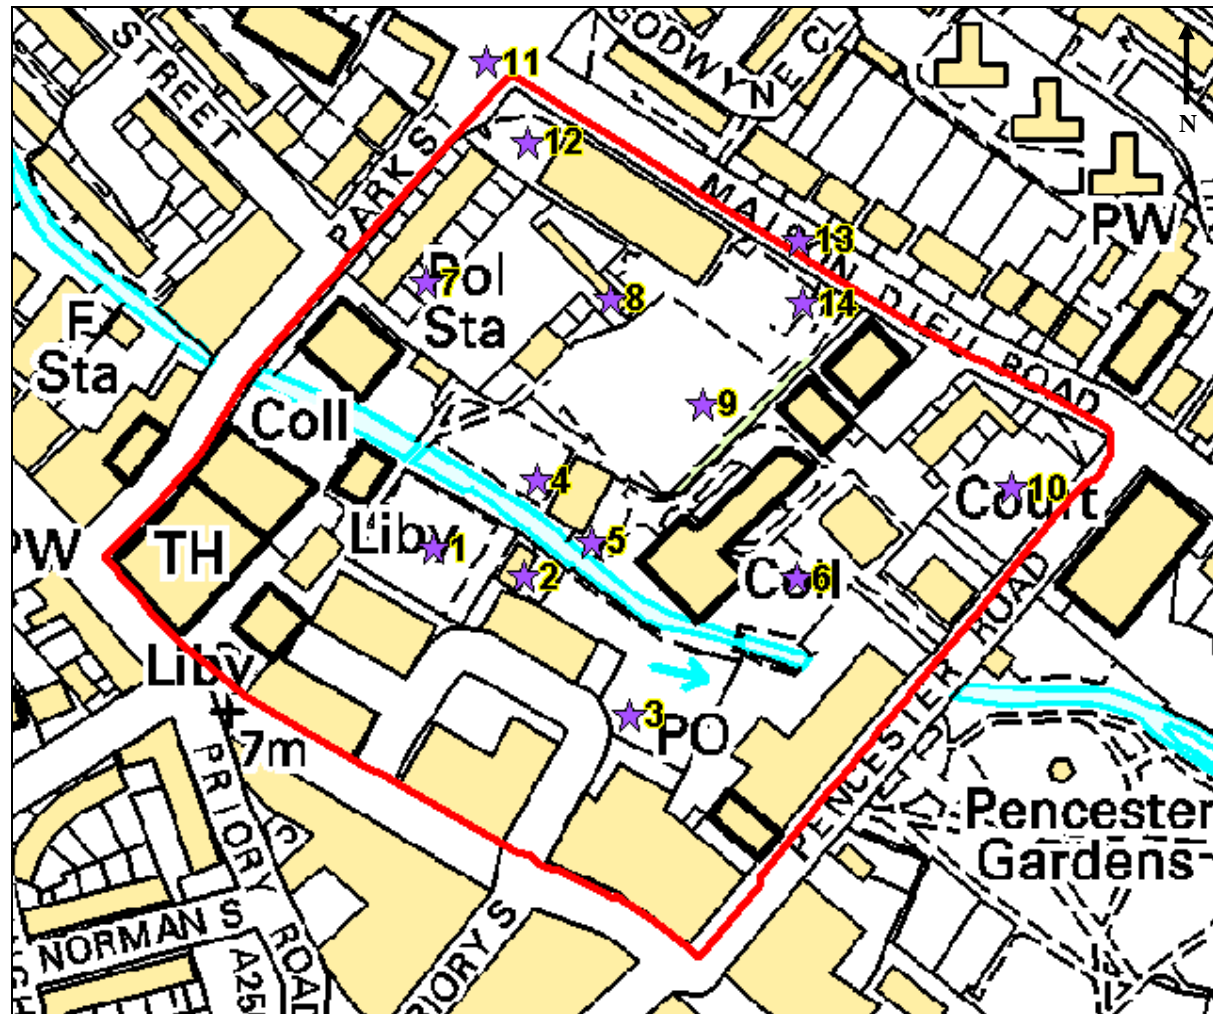 STREET
GODWYNE CL
N
11
12
PARK S
MAISON DIEU ROAD
13
PW
Pol
Sta
7
8
14
F
Sta
9
Coll
4
Court
10
PW
TH
Liby
1
5
2
Coll
6
Liby
3
PO
7m
PENCESTER ROAD
Pencester
Gardens
PRIORY ROAD
NORMAN S
A25
PRIORY S